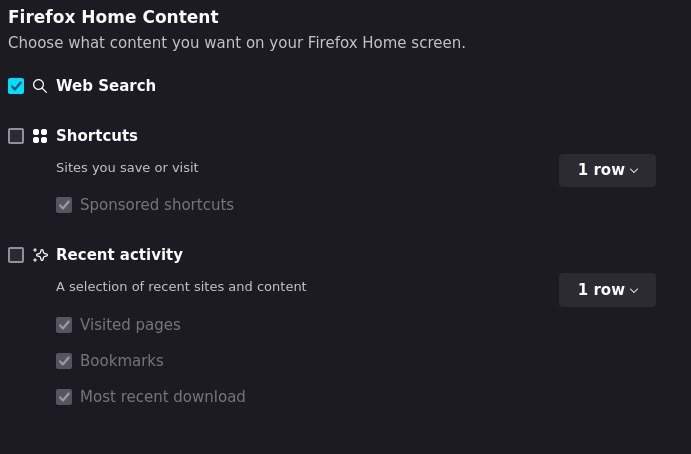 Firefox Home Content
Choose what content you want on your Firefox Home screen.
Web Search
Shortcuts
Sites you save or visit
1 row
Sponsored shortcuts
Recent activity
A selection of recent sites and content
1 row
Visited pages
Bookmarks
Most recent download